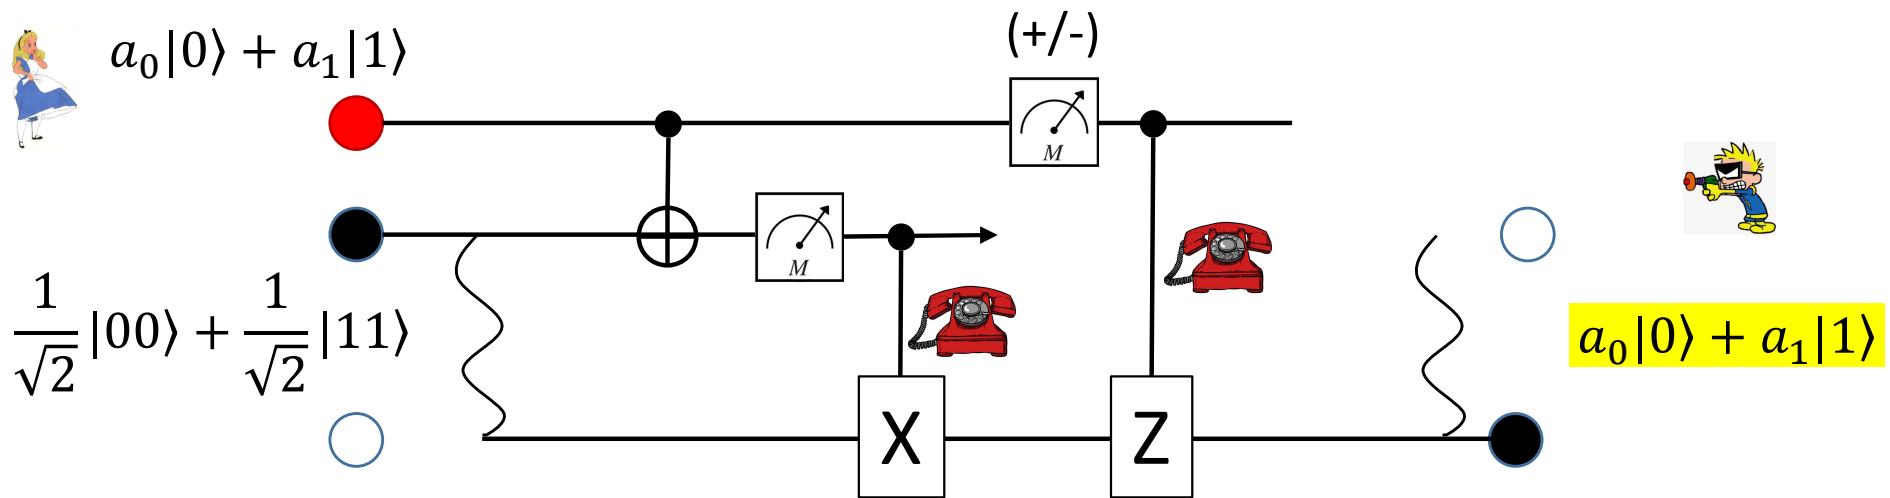 (+/-)
a₀|0⟩ + a₁|1⟩
M
M
1/√2 |00⟩ + 1/√2 |11⟩
a₀|0⟩ + a₁|1⟩
X
Z